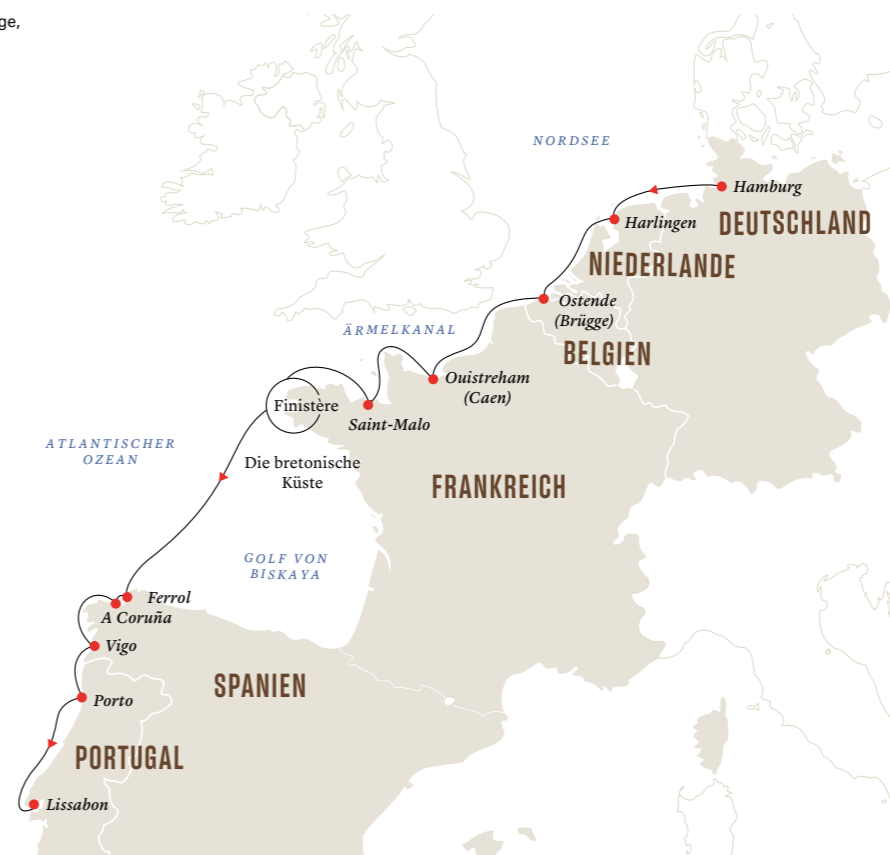 ge,
NORDSEE
Hamburg
Harlingen
DEUTSCHLAND
NIEDERLANDE
Ostende
(Brügge)
ÄRMELKANAL
BELGIEN
Ouistreham
(Caen)
Finistère
Saint-Malo
ATLANTISCHER
OZEAN
Die bretonische
Küste
FRANKREICH
GOLF VON
BISKAYA
Ferrol
A Coruña
Vigo
SPANIEN
Porto
PORTUGAL
Lissabon